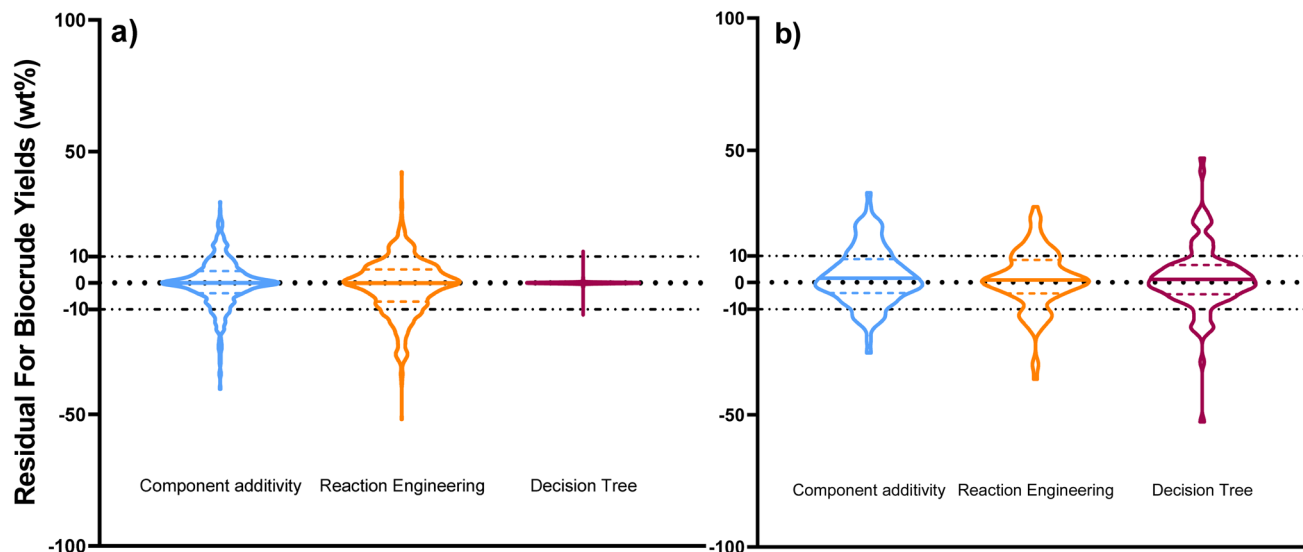 Residual For Biocrude Yields (wt%)
a)
100
50
10
0
-10
-50
-100
Component additivity
Reaction Engineering
Decision Tree
b)
100
50
10
0
-10
-50
-100
Component additivity
Reaction Engineering
Decision Tree